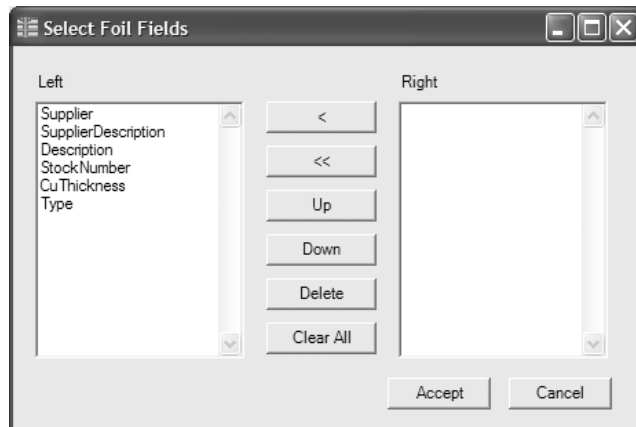 Select Foil Fields
Left
Right
Supplier
SupplierDescription
Description
StockNumber
CuThickness
Type
<
<<
Up
Down
Delete
Clear All
Accept
Cancel